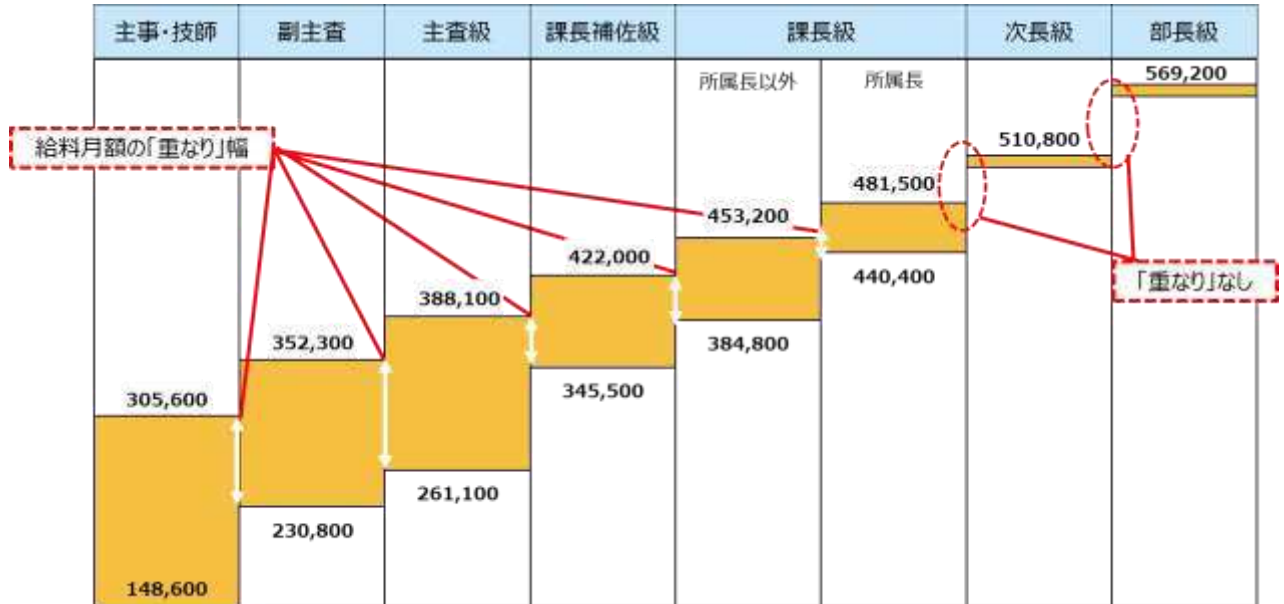 主事・技師
副主査
主査級
課長補佐級
課長級
次長級
部長級
所属長以外
所属長
569,200
給料月額の「重なり」幅
510,800
481,500
453,200
422,000
440,400
「重なり」なし
388,100
352,300
384,800
345,500
305,600
261,100
230,800
148,600